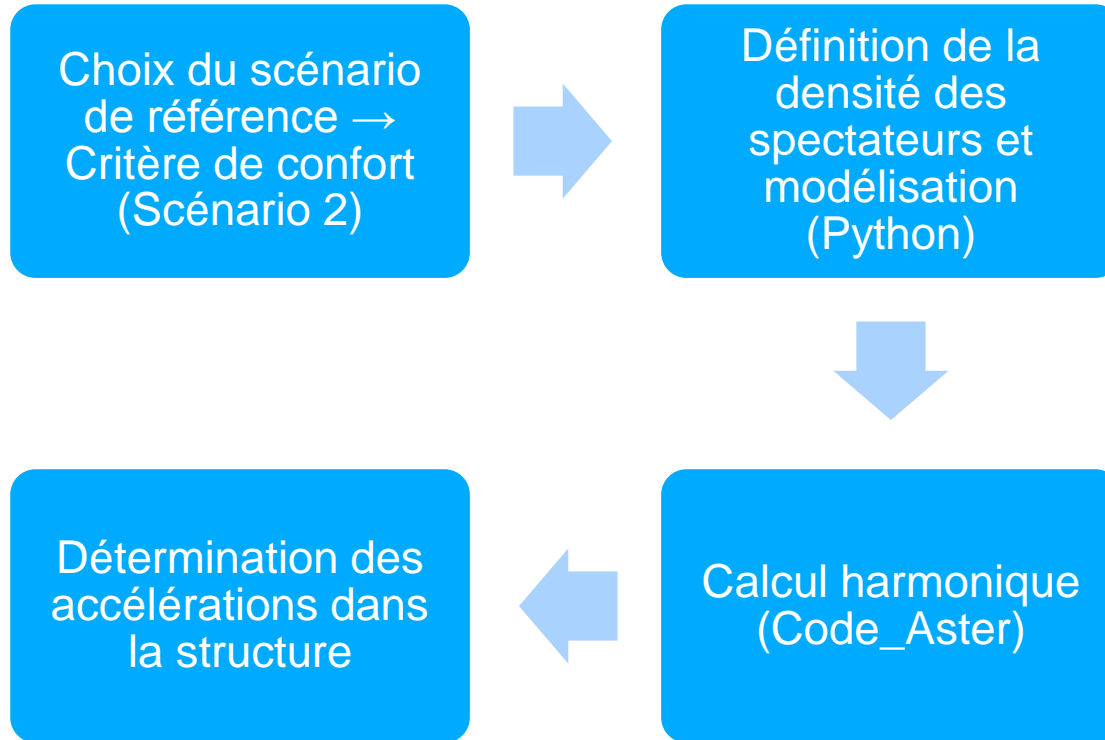 Choix du scénario
de référence →
Critère de confort
(Scénario 2)
Définition de la
densité des
spectateurs et
modélisation
(Python)
Calcul harmonique
(Code_Aster)
Détermination des
accélérations dans
la structure